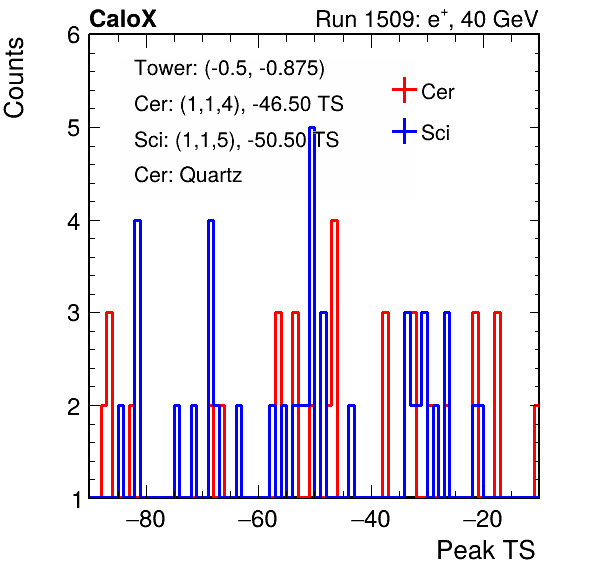 CaloX Run 1509: e⁺, 40 GeV
Counts
Tower: (-0.5, -0.875)
Cer: (1,1,4), -46.50 TS
Sci: (1,1,5), -50.50 TS
Cer: Quartz
Cer
Sci
6
5
4
3
2
1
−80 −60 −40 −20
Peak TS